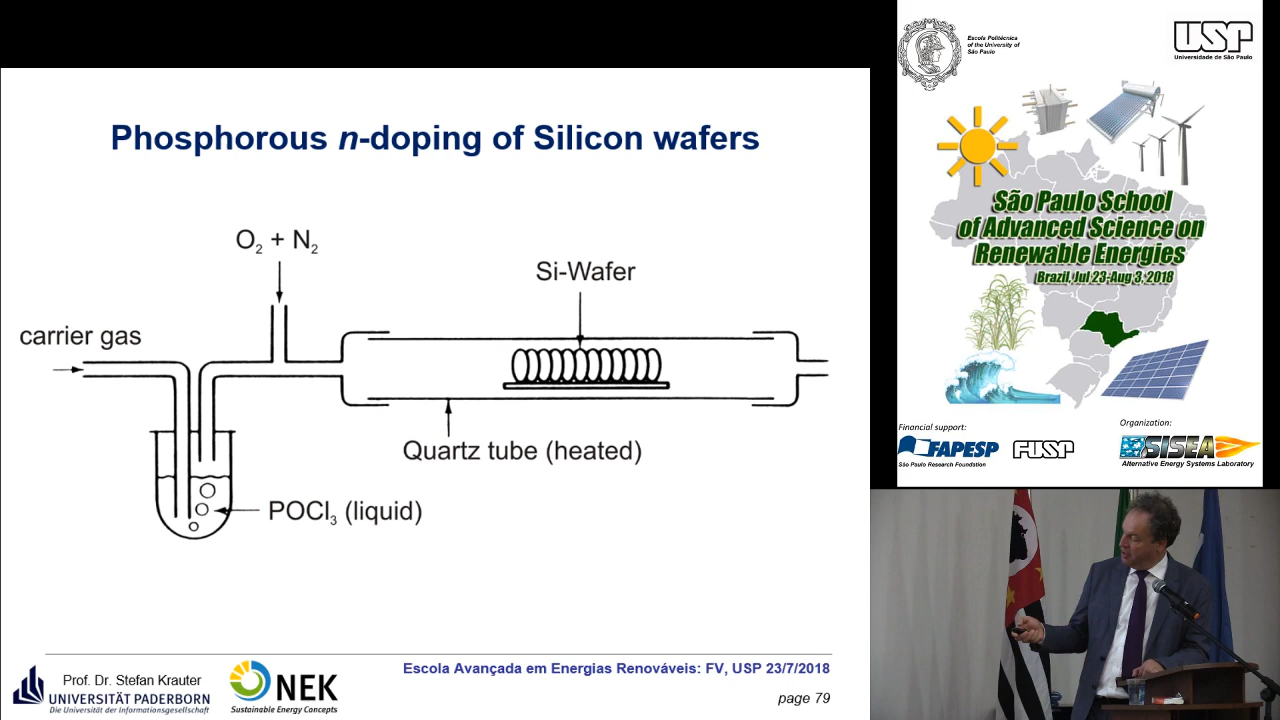 Phosphorous n-doping of Silicon wafers
O₂ + N₂
Si-Wafer
carrier gas
Quartz tube (heated)
POCl₃ (liquid)
Prof. Dr. Stefan Krauter
UNIVERSITÄT PADERBORN
Die Universität der Informationsgesellschaft
NEK
Sustainable Energy Concepts
Escola Avançada em Energias Renováveis: FV, USP 23/7/2018
page 79
Escola Politécnica
of the University of
São Paulo
USP
Universidade de São Paulo
São Paulo School
of Advanced Science on
Renewable Energies
Brazil, Jul 23-Aug 3, 2018
Financial support:
FAPESP
São Paulo Research Foundation
FUSP
Organization:
SISEA
Alternative Energy Systems Laboratory